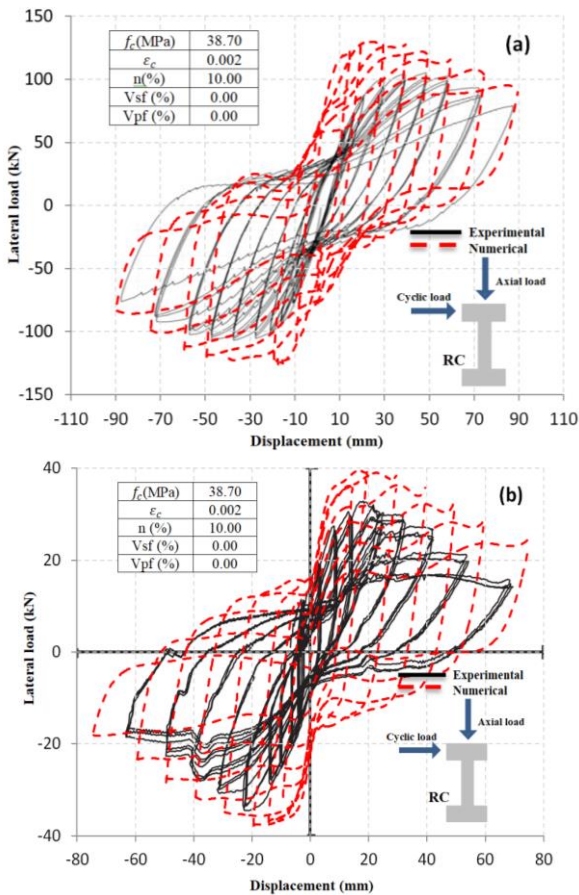 150
(a)
f_c(MPa) 38.70
ε_c 0.002
n(%) 10.00
Vsf (%) 0.00
Vpf (%) 0.00
100
50
0
-50
-100
-150
Lateral load (kN)
Experimental
Numerical
Axial load
Cyclic load
RC
-110 -90 -70 -50 -30 -10 10 30 50 70 90 110
Displacement (mm)
40
(b)
f_c(MPa) 38.70
ε_c 0.002
n (%) 10.00
Vsf (%) 0.00
Vpf (%) 0.00
20
0
-20
-40
Lateral load (kN)
Experimental
Numerical
Axial load
Cyclic load
RC
-80 -60 -40 -20 0 20 40 60 80
Displacement (mm)